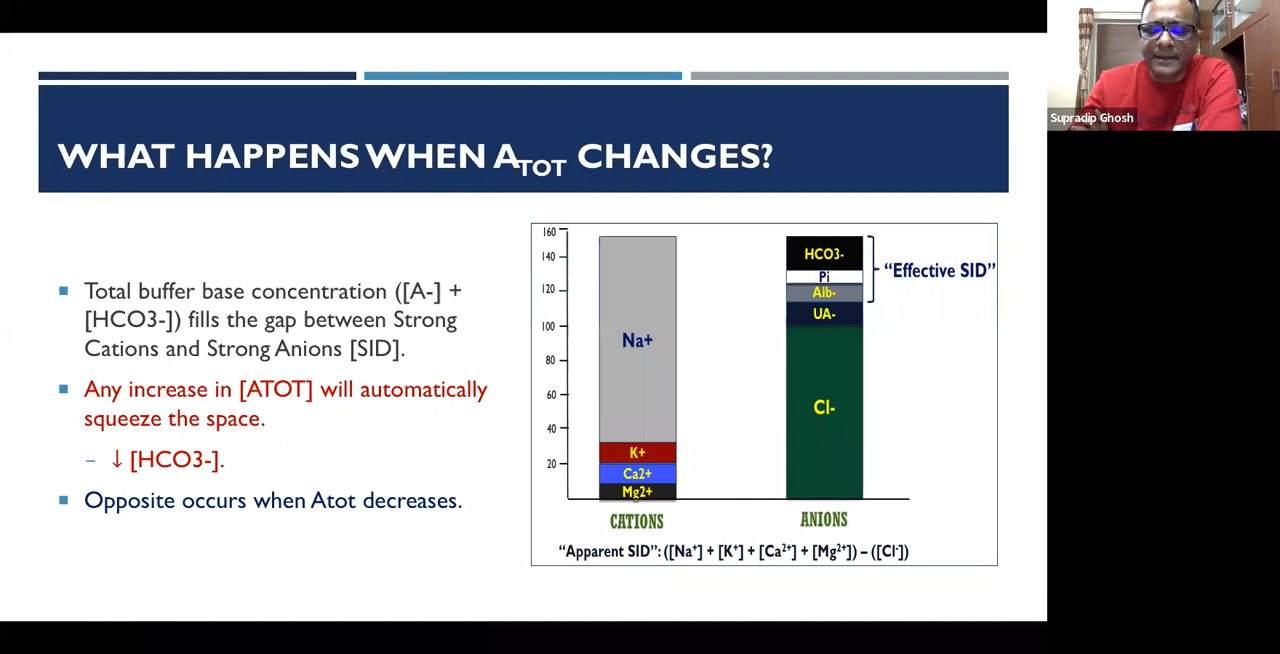 Supradip Ghosh
WHAT HAPPENS WHEN ATOT CHANGES?
Total buffer base concentration ([A-] +
[HCO3-]) fills the gap between Strong
Cations and Strong Anions [SID].
Any increase in [ATOT] will automatically
squeeze the space.
– ↓ [HCO3-].
Opposite occurs when Atot decreases.
160
140
120
100
80
60
40
20
Na+
K+
Ca2+
Mg2+
CATIONS
HCO3-
Pi
Alb-
UA-
Cl-
ANIONS
“Effective SID”
“Apparent SID”: ([Na⁺] + [K⁺] + [Ca²⁺] + [Mg²⁺]) – ([Cl⁻])